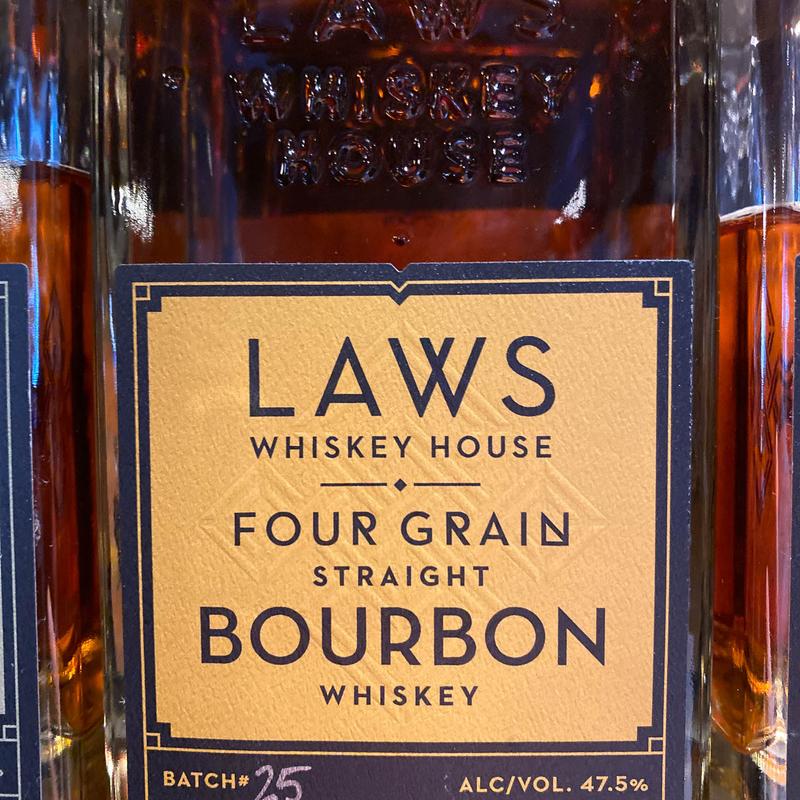 LAWS
WHISKEY
HOUSE
LAWS
WHISKEY HOUSE
FOUR GRAIN
STRAIGHT
BOURBON
WHISKEY
BATCH# 25 ALC/VOL. 47.5%